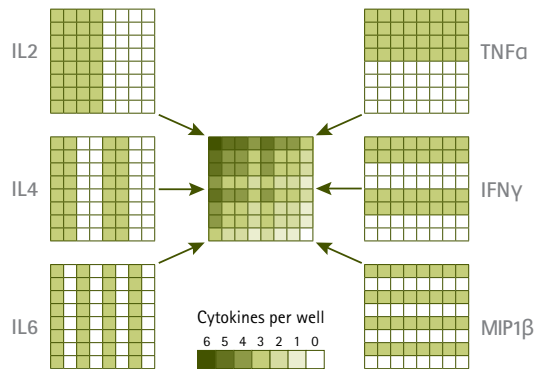 IL2
TNFα
IL4
IFNγ
IL6
MIP1β
Cytokines per well
6 5 4 3 2 1 0